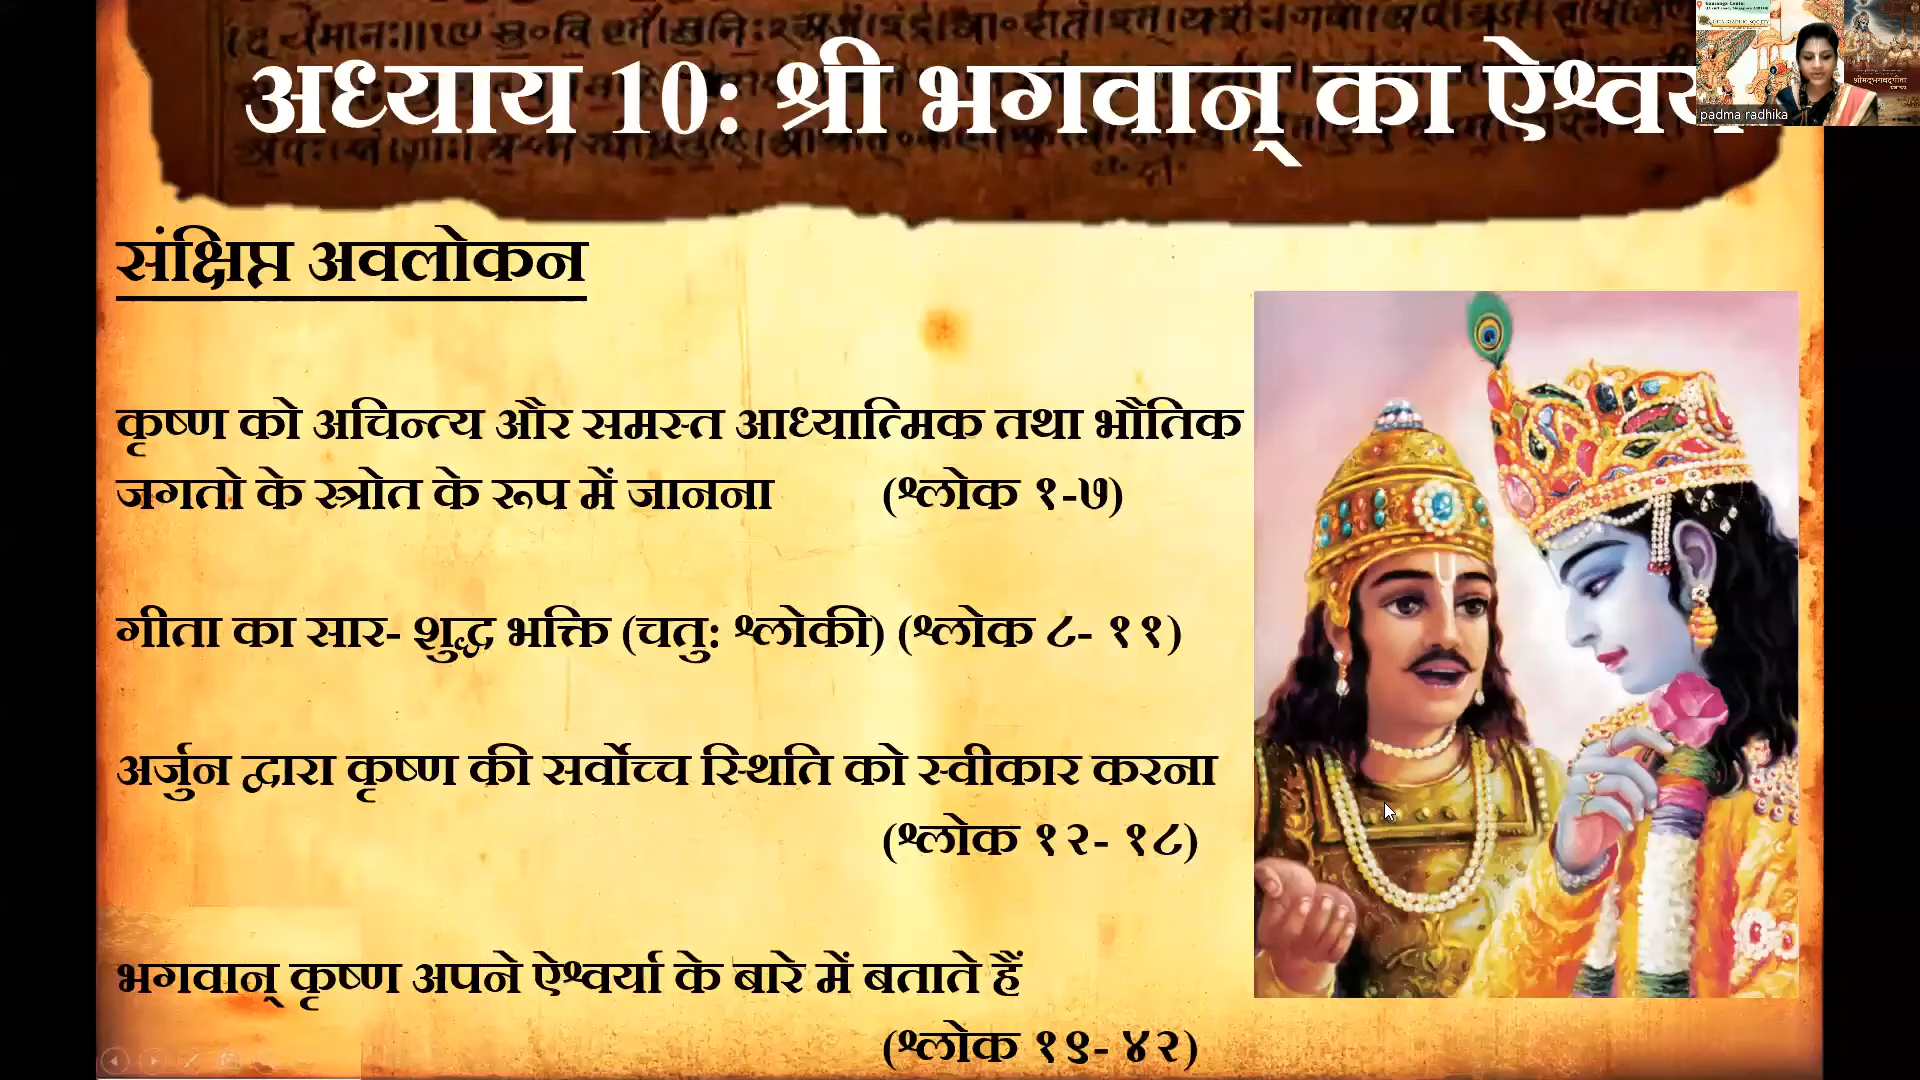 अध्याय 10: श्री भगवान् का ऐश्वर्य
padma radhika
संक्षिप्त अवलोकन
कृष्ण को अचिन्त्य और समस्त आध्यात्मिक तथा भौतिक
जगतो के स्त्रोत के रूप में जानना (श्लोक १-७)
गीता का सार- शुद्ध भक्ति (चतु: श्लोकी) (श्लोक ८- ११)
अर्जुन द्वारा कृष्ण की सर्वोच्च स्थिति को स्वीकार करना
(श्लोक १२- १८)
भगवान् कृष्ण अपने ऐश्वर्या के बारे में बताते हैं
(श्लोक १९- ४२)